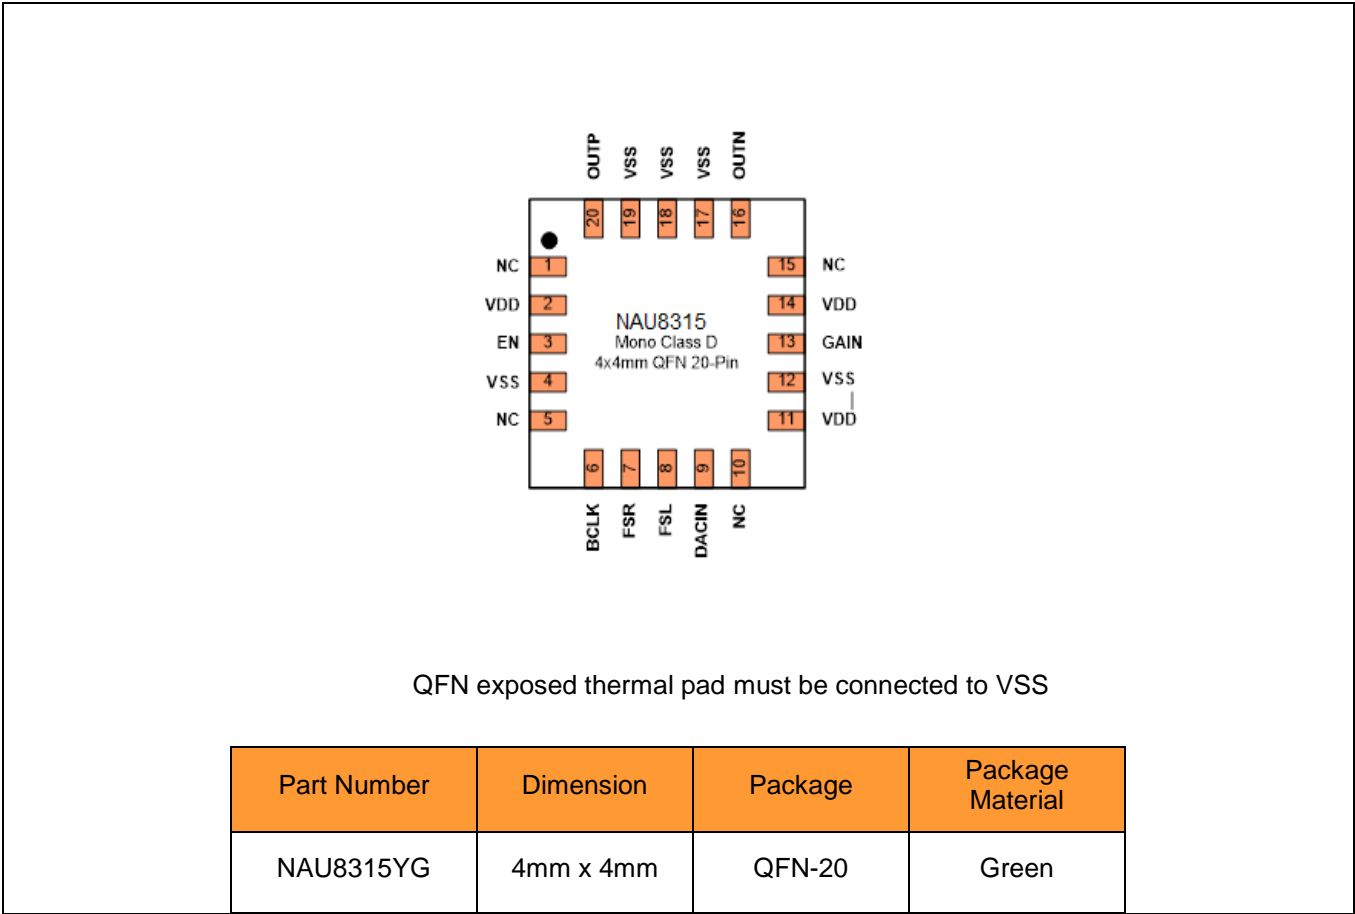 OUTP VSS VSS VSS OUTN
20 19 18 17 16
NC 1 15 NC
VDD 2 14 VDD
EN 3 13 GAIN
VSS 4 12 VSS
NC 5 11 VDD
NAU8315
Mono Class D
4x4mm QFN 20-Pin
6 7 8 9 10
BCLK FSR FSL DACIN NC
QFN exposed thermal pad must be connected to VSS
Part Number Dimension Package Package Material
NAU8315YG 4mm x 4mm QFN-20 Green